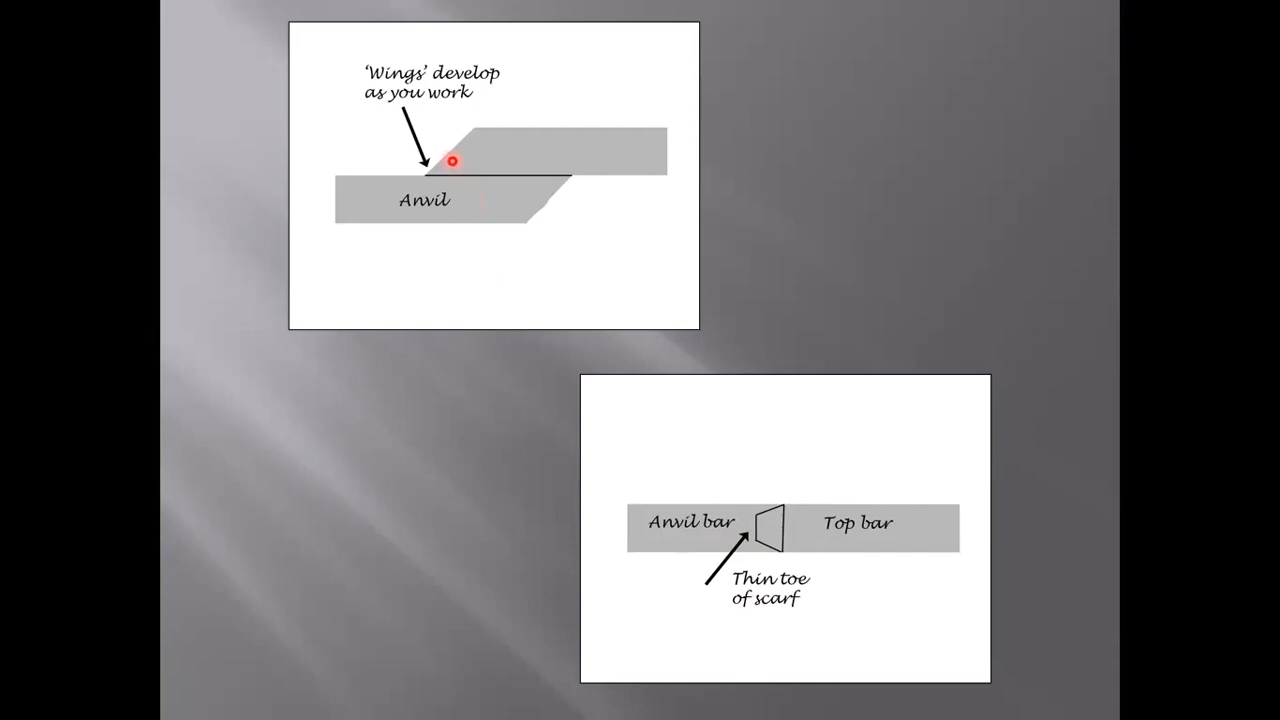 ‘Wings’ develop
as you work
Anvil
Anvil bar
Top bar
Thin toe
of scarf